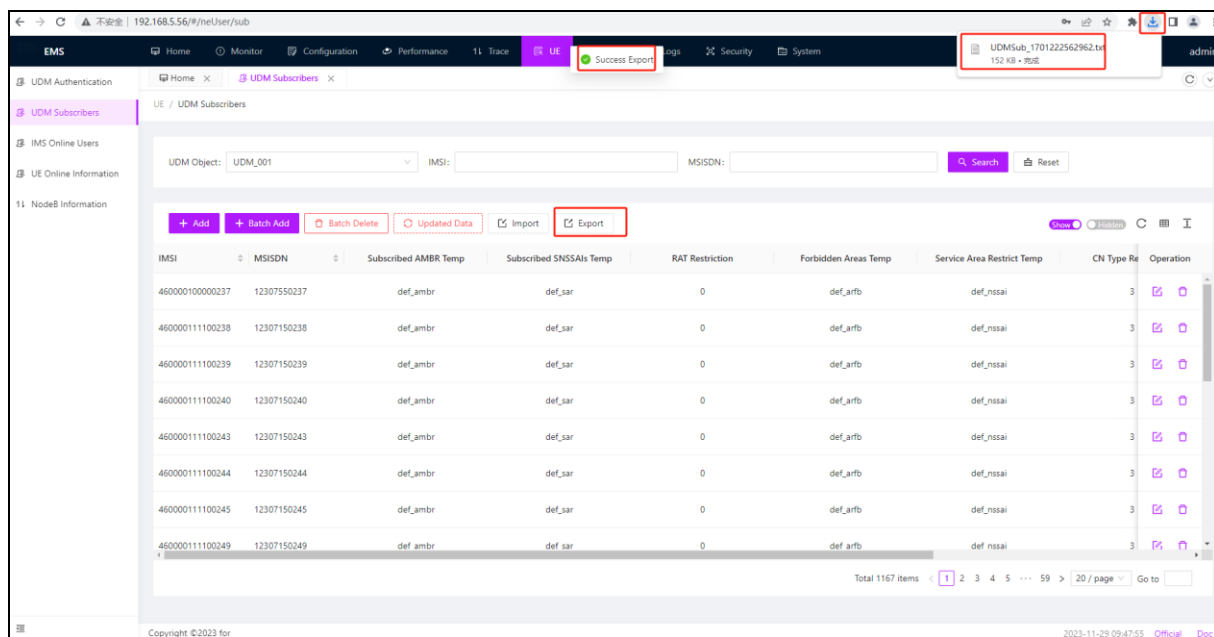 不安全 | 192.168.5.56/#/neUser/sub
EMS
Home Monitor Configuration Performance Trace UE Logs Security System
Success Export
UDMSub_1701222562962.txt
152 KB • 完成
UDM Authentication
UDM Subscribers
IMS Online Users
UE Online Information
NodeB Information
Home × UDM Subscribers ×
UE / UDM Subscribers
UDM Object: UDM_001 IMSI: MSISDN: Search Reset
+ Add + Batch Add Batch Delete Updated Data Import Export Show Hidden
IMSI MSISDN Subscribed AMBR Temp Subscribed SNSSAIs Temp RAT Restriction Forbidden Areas Temp Service Area Restrict Temp CN Type Re Operation
460000100000237 12307550237 def_ambr def_sar 0 def_arfb def_nssai 3
460000111100238 12307150238 def_ambr def_sar 0 def_arfb def_nssai 3
460000111100239 12307150239 def_ambr def_sar 0 def_arfb def_nssai 3
460000111100240 12307150240 def_ambr def_sar 0 def_arfb def_nssai 3
460000111100243 12307150243 def_ambr def_sar 0 def_arfb def_nssai 3
460000111100244 12307150244 def_ambr def_sar 0 def_arfb def_nssai 3
460000111100245 12307150245 def_ambr def_sar 0 def_arfb def_nssai 3
460000111100249 12307150249 def_ambr def_sar 0 def_arfb def_nssai 3
Total 1167 items < 1 2 3 4 5 ••• 59 > 20 / page Go to
Copyright ©2023 for
2023-11-29 09:47:55 Official Doc